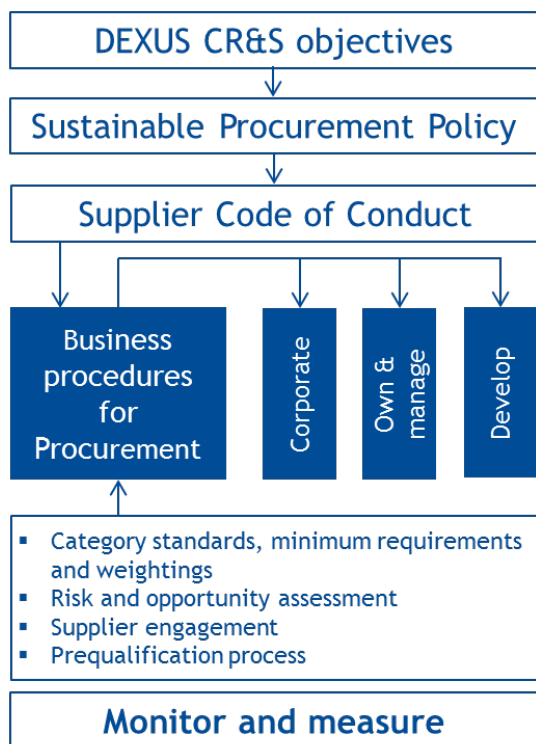 DEXUS CR&S objectives
Sustainable Procurement Policy
Supplier Code of Conduct
Business
procedures
for
Procurement
Corporate
Own &
manage
Develop
▪ Category standards, minimum requirements
and weightings
▪ Risk and opportunity assessment
▪ Supplier engagement
▪ Prequalification process
Monitor and measure